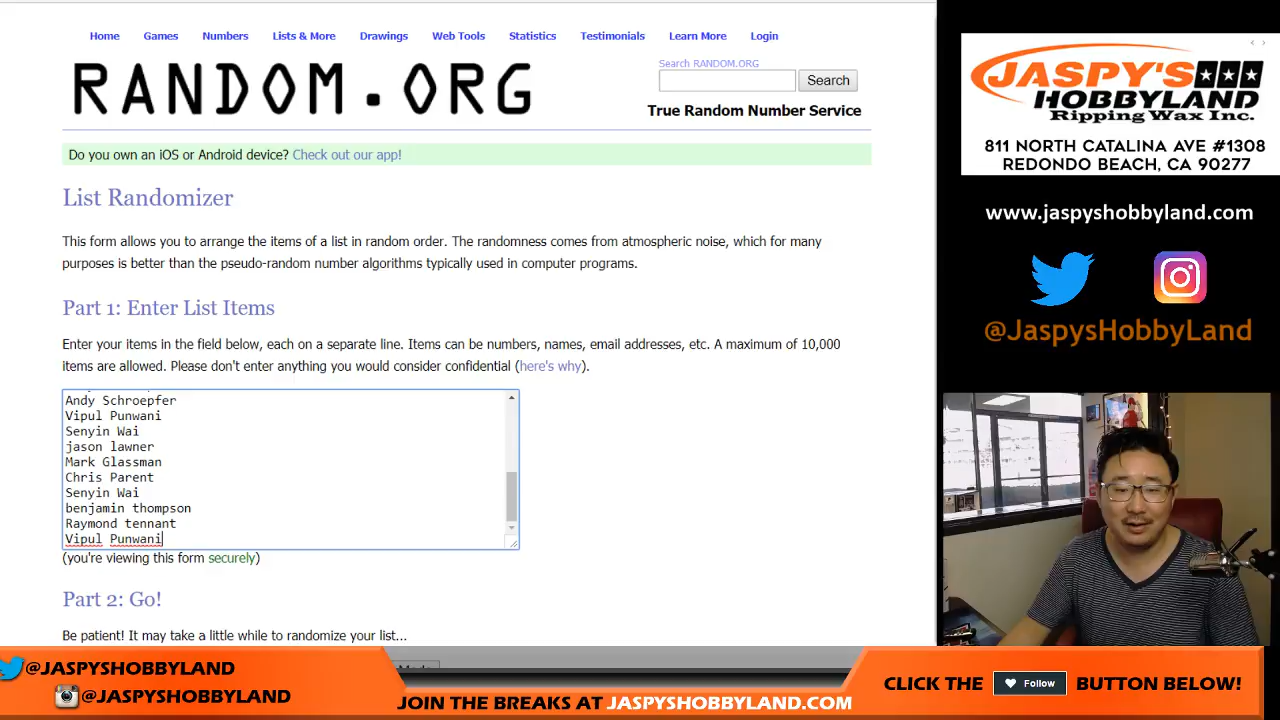 Home Games Numbers Lists & More Drawings Web Tools Statistics Testimonials Learn More Login
RANDOM.ORG
Search RANDOM.ORG
Search
True Random Number Service
Do you own an iOS or Android device? Check out our app!
List Randomizer
This form allows you to arrange the items of a list in random order. The randomness comes from atmospheric noise, which for many
purposes is better than the pseudo-random number algorithms typically used in computer programs.
Part 1: Enter List Items
Enter your items in the field below, each on a separate line. Items can be numbers, names, email addresses, etc. A maximum of 10,000
items are allowed. Please don't enter anything you would consider confidential (here's why).
Andy Schroepfer
Vipul Punwani
Senyin Wai
jason lawner
Mark Glassman
Chris Parent
Senyin Wai
benjamin thompson
Raymond tennant
Vipul Punwani
(you're viewing this form securely)
Part 2: Go!
Be patient! It may take a little while to randomize your list...
JASPY'S
HOBBYLAND
Ripping Wax Inc.
811 NORTH CATALINA AVE #1308
REDONDO BEACH, CA 90277
www.jaspyshobbyland.com
@JaspysHobbyLand
@JASPYSHOBBYLAND
@JASPYSHOBBYLAND
JOIN THE BREAKS AT JASPYSHOBBYLAND.COM
CLICK THE Follow BUTTON BELOW!